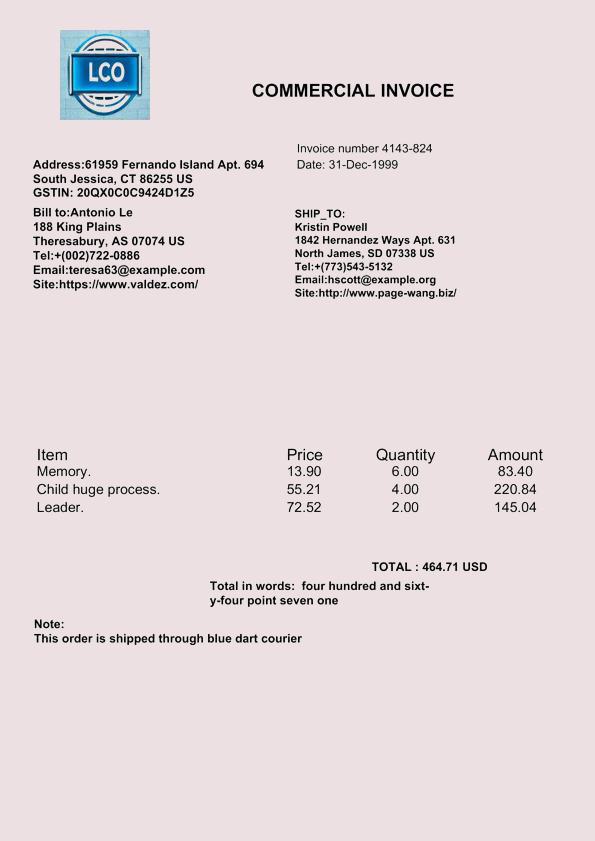 LCO
COMMERCIAL INVOICE
Invoice number 4143-824
Date: 31-Dec-1999
Address:61959 Fernando Island Apt. 694
South Jessica, CT 86255 US
GSTIN: 20QX0C0C9424D1Z5
Bill to:Antonio Le
188 King Plains
Theresabury, AS 07074 US
Tel:+(002)722-0886
Email:teresa63@example.com
Site:https://www.valdez.com/
SHIP_TO:
Kristin Powell
1842 Hernandez Ways Apt. 631
North James, SD 07338 US
Tel:+(773)543-5132
Email:hscott@example.org
Site:http://www.page-wang.biz/
Item Price Quantity Amount
Memory. 13.90 6.00 83.40
Child huge process. 55.21 4.00 220.84
Leader. 72.52 2.00 145.04
TOTAL : 464.71 USD
Total in words: four hundred and sixt-
y-four point seven one
Note:
This order is shipped through blue dart courier